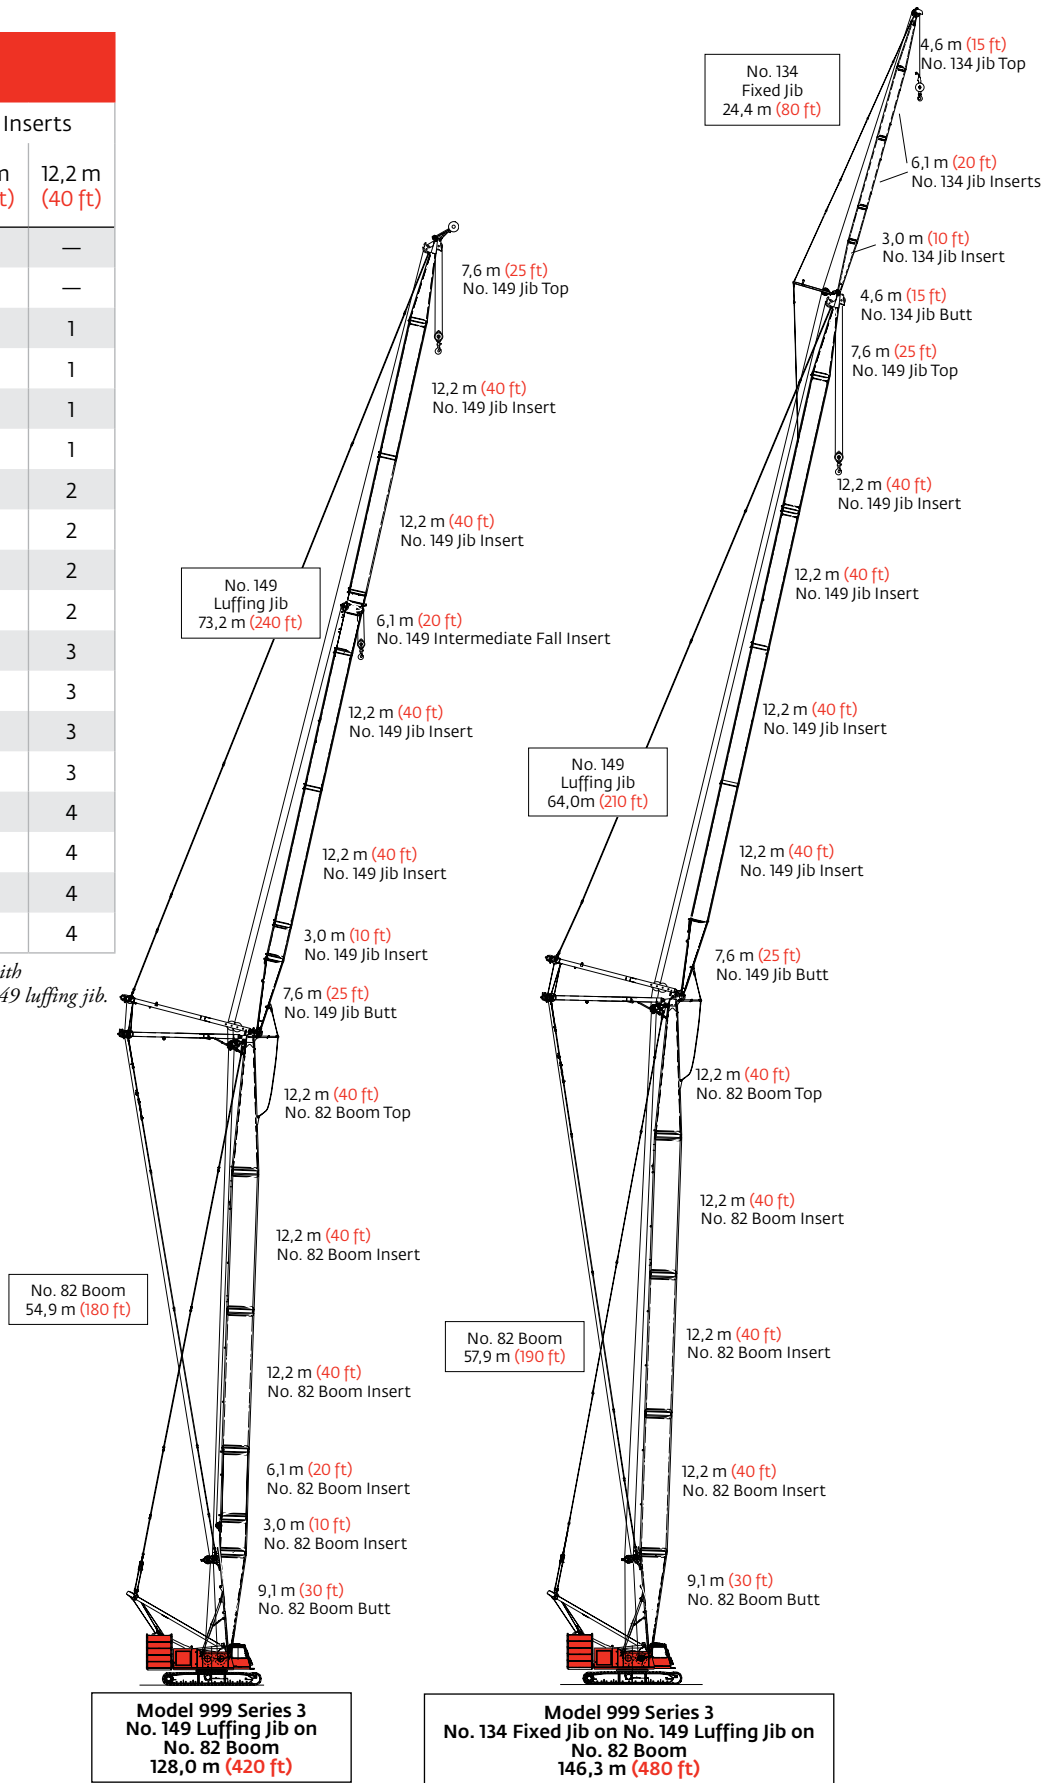 Inserts
12,2 m
(40 ft)
—
—
1
1
1
1
2
2
2
2
3
3
3
3
4
4
4
4
49 luffing jib.
7,6 m (25 ft)
No. 149 Jib Top
12,2 m (40 ft)
No. 149 Jib Insert
12,2 m (40 ft)
No. 149 Jib Insert
No. 149
Luffing Jib
73,2 m (240 ft)
6,1 m (20 ft)
No. 149 Intermediate Fall Insert
12,2 m (40 ft)
No. 149 Jib Insert
12,2 m (40 ft)
No. 149 Jib Insert
3,0 m (10 ft)
No. 149 Jib Insert
7,6 m (25 ft)
No. 149 Jib Butt
12,2 m (40 ft)
No. 82 Boom Top
12,2 m (40 ft)
No. 82 Boom Insert
No. 82 Boom
54,9 m (180 ft)
12,2 m (40 ft)
No. 82 Boom Insert
6,1 m (20 ft)
No. 82 Boom Insert
3,0 m (10 ft)
No. 82 Boom Insert
9,1 m (30 ft)
No. 82 Boom Butt
Model 999 Series 3
No. 149 Luffing Jib on
No. 82 Boom
128,0 m (420 ft)
No. 134
Fixed Jib
24,4 m (80 ft)
4,6 m (15 ft)
No. 134 Jib Top
6,1 m (20 ft)
No. 134 Jib Inserts
3,0 m (10 ft)
No. 134 Jib Insert
4,6 m (15 ft)
No. 134 Jib Butt
7,6 m (25 ft)
No. 149 Jib Top
12,2 m (40 ft)
No. 149 Jib Insert
12,2 m (40 ft)
No. 149 Jib Insert
12,2 m (40 ft)
No. 149 Jib Insert
No. 149
Luffing Jib
64,0m (210 ft)
12,2 m (40 ft)
No. 149 Jib Insert
7,6 m (25 ft)
No. 149 Jib Butt
12,2 m (40 ft)
No. 82 Boom Top
12,2 m (40 ft)
No. 82 Boom Insert
12,2 m (40 ft)
No. 82 Boom Insert
No. 82 Boom
57,9 m (190 ft)
12,2 m (40 ft)
No. 82 Boom Insert
9,1 m (30 ft)
No. 82 Boom Butt
Model 999 Series 3
No. 134 Fixed Jib on No. 149 Luffing Jib on
No. 82 Boom
146,3 m (480 ft)